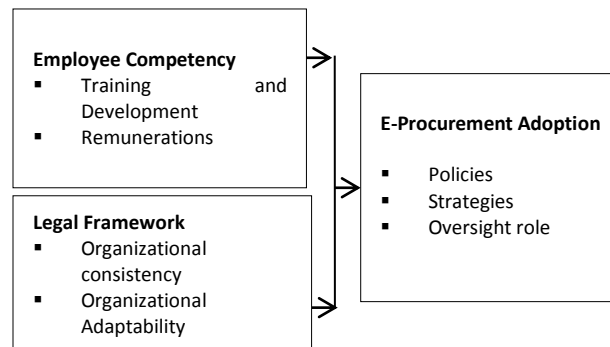 Employee Competency
▪ Training and
Development
▪ Remunerations
Legal Framework
▪ Organizational
consistency
▪ Organizational
Adaptability
E-Procurement Adoption
▪ Policies
▪ Strategies
▪ Oversight role